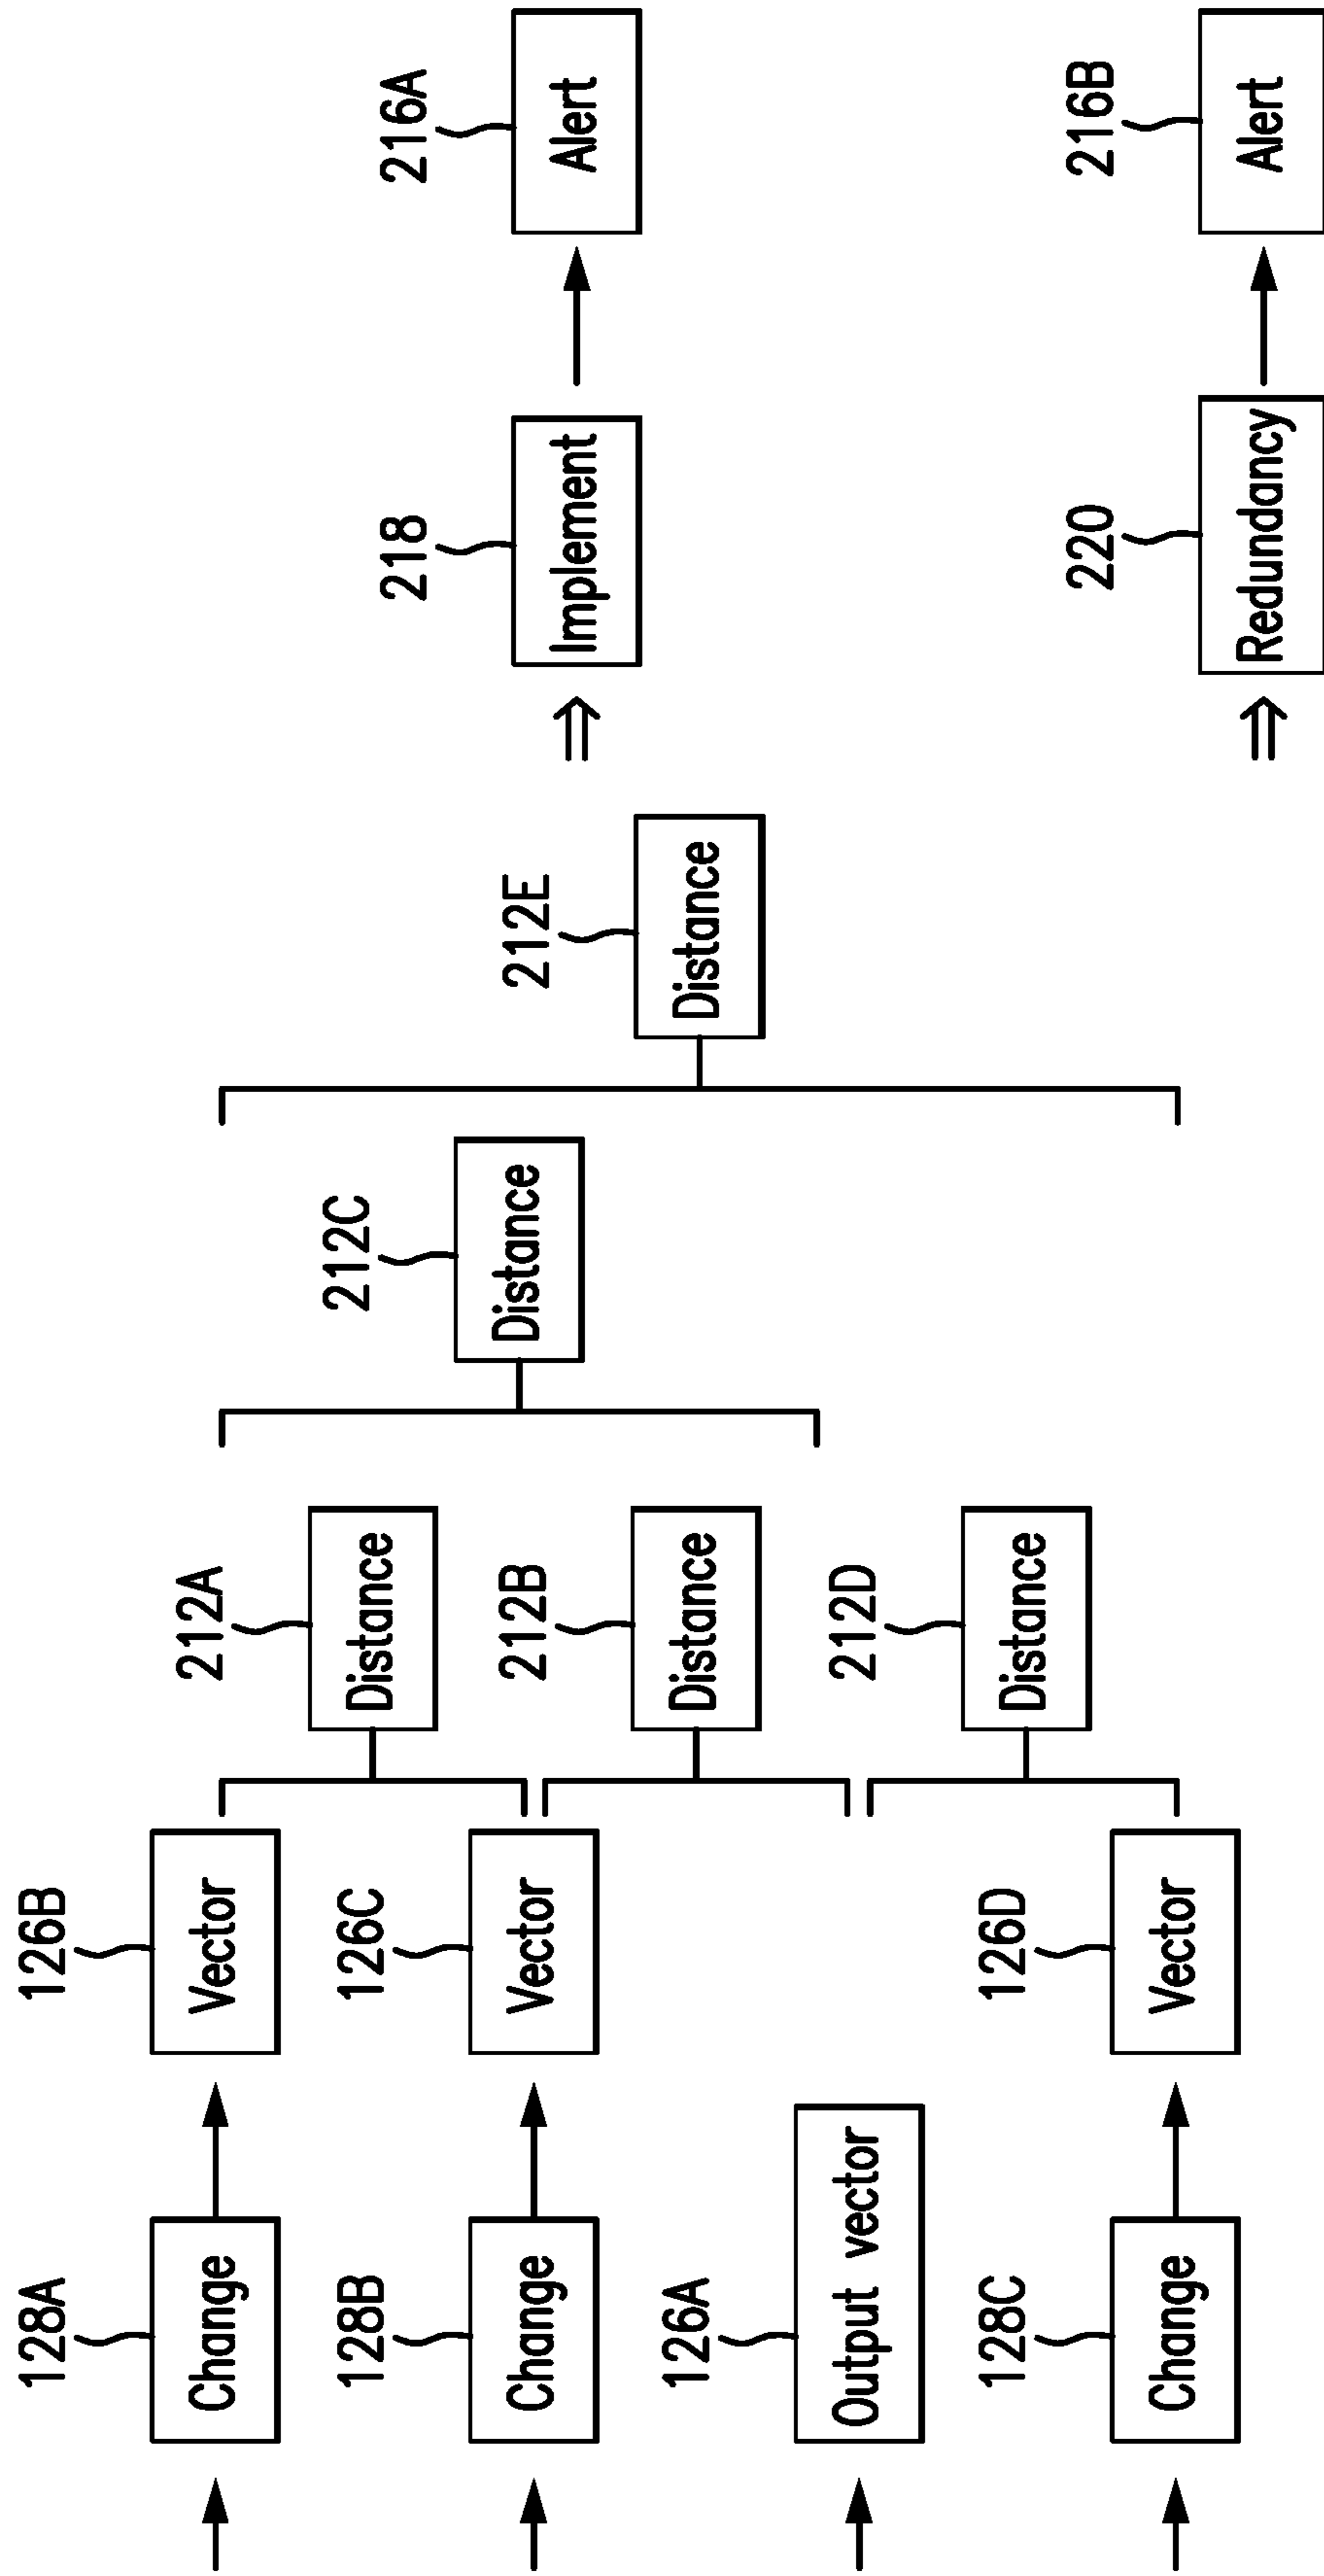 128A
Change
126B
Vector
212A
Distance
128B
Change
126C
Vector
212B
Distance
212C
Distance
126A
Output vector
212D
Distance
212E
Distance
128C
Change
126D
Vector
218
Implement
216A
Alert
220
Redundancy
216B
Alert